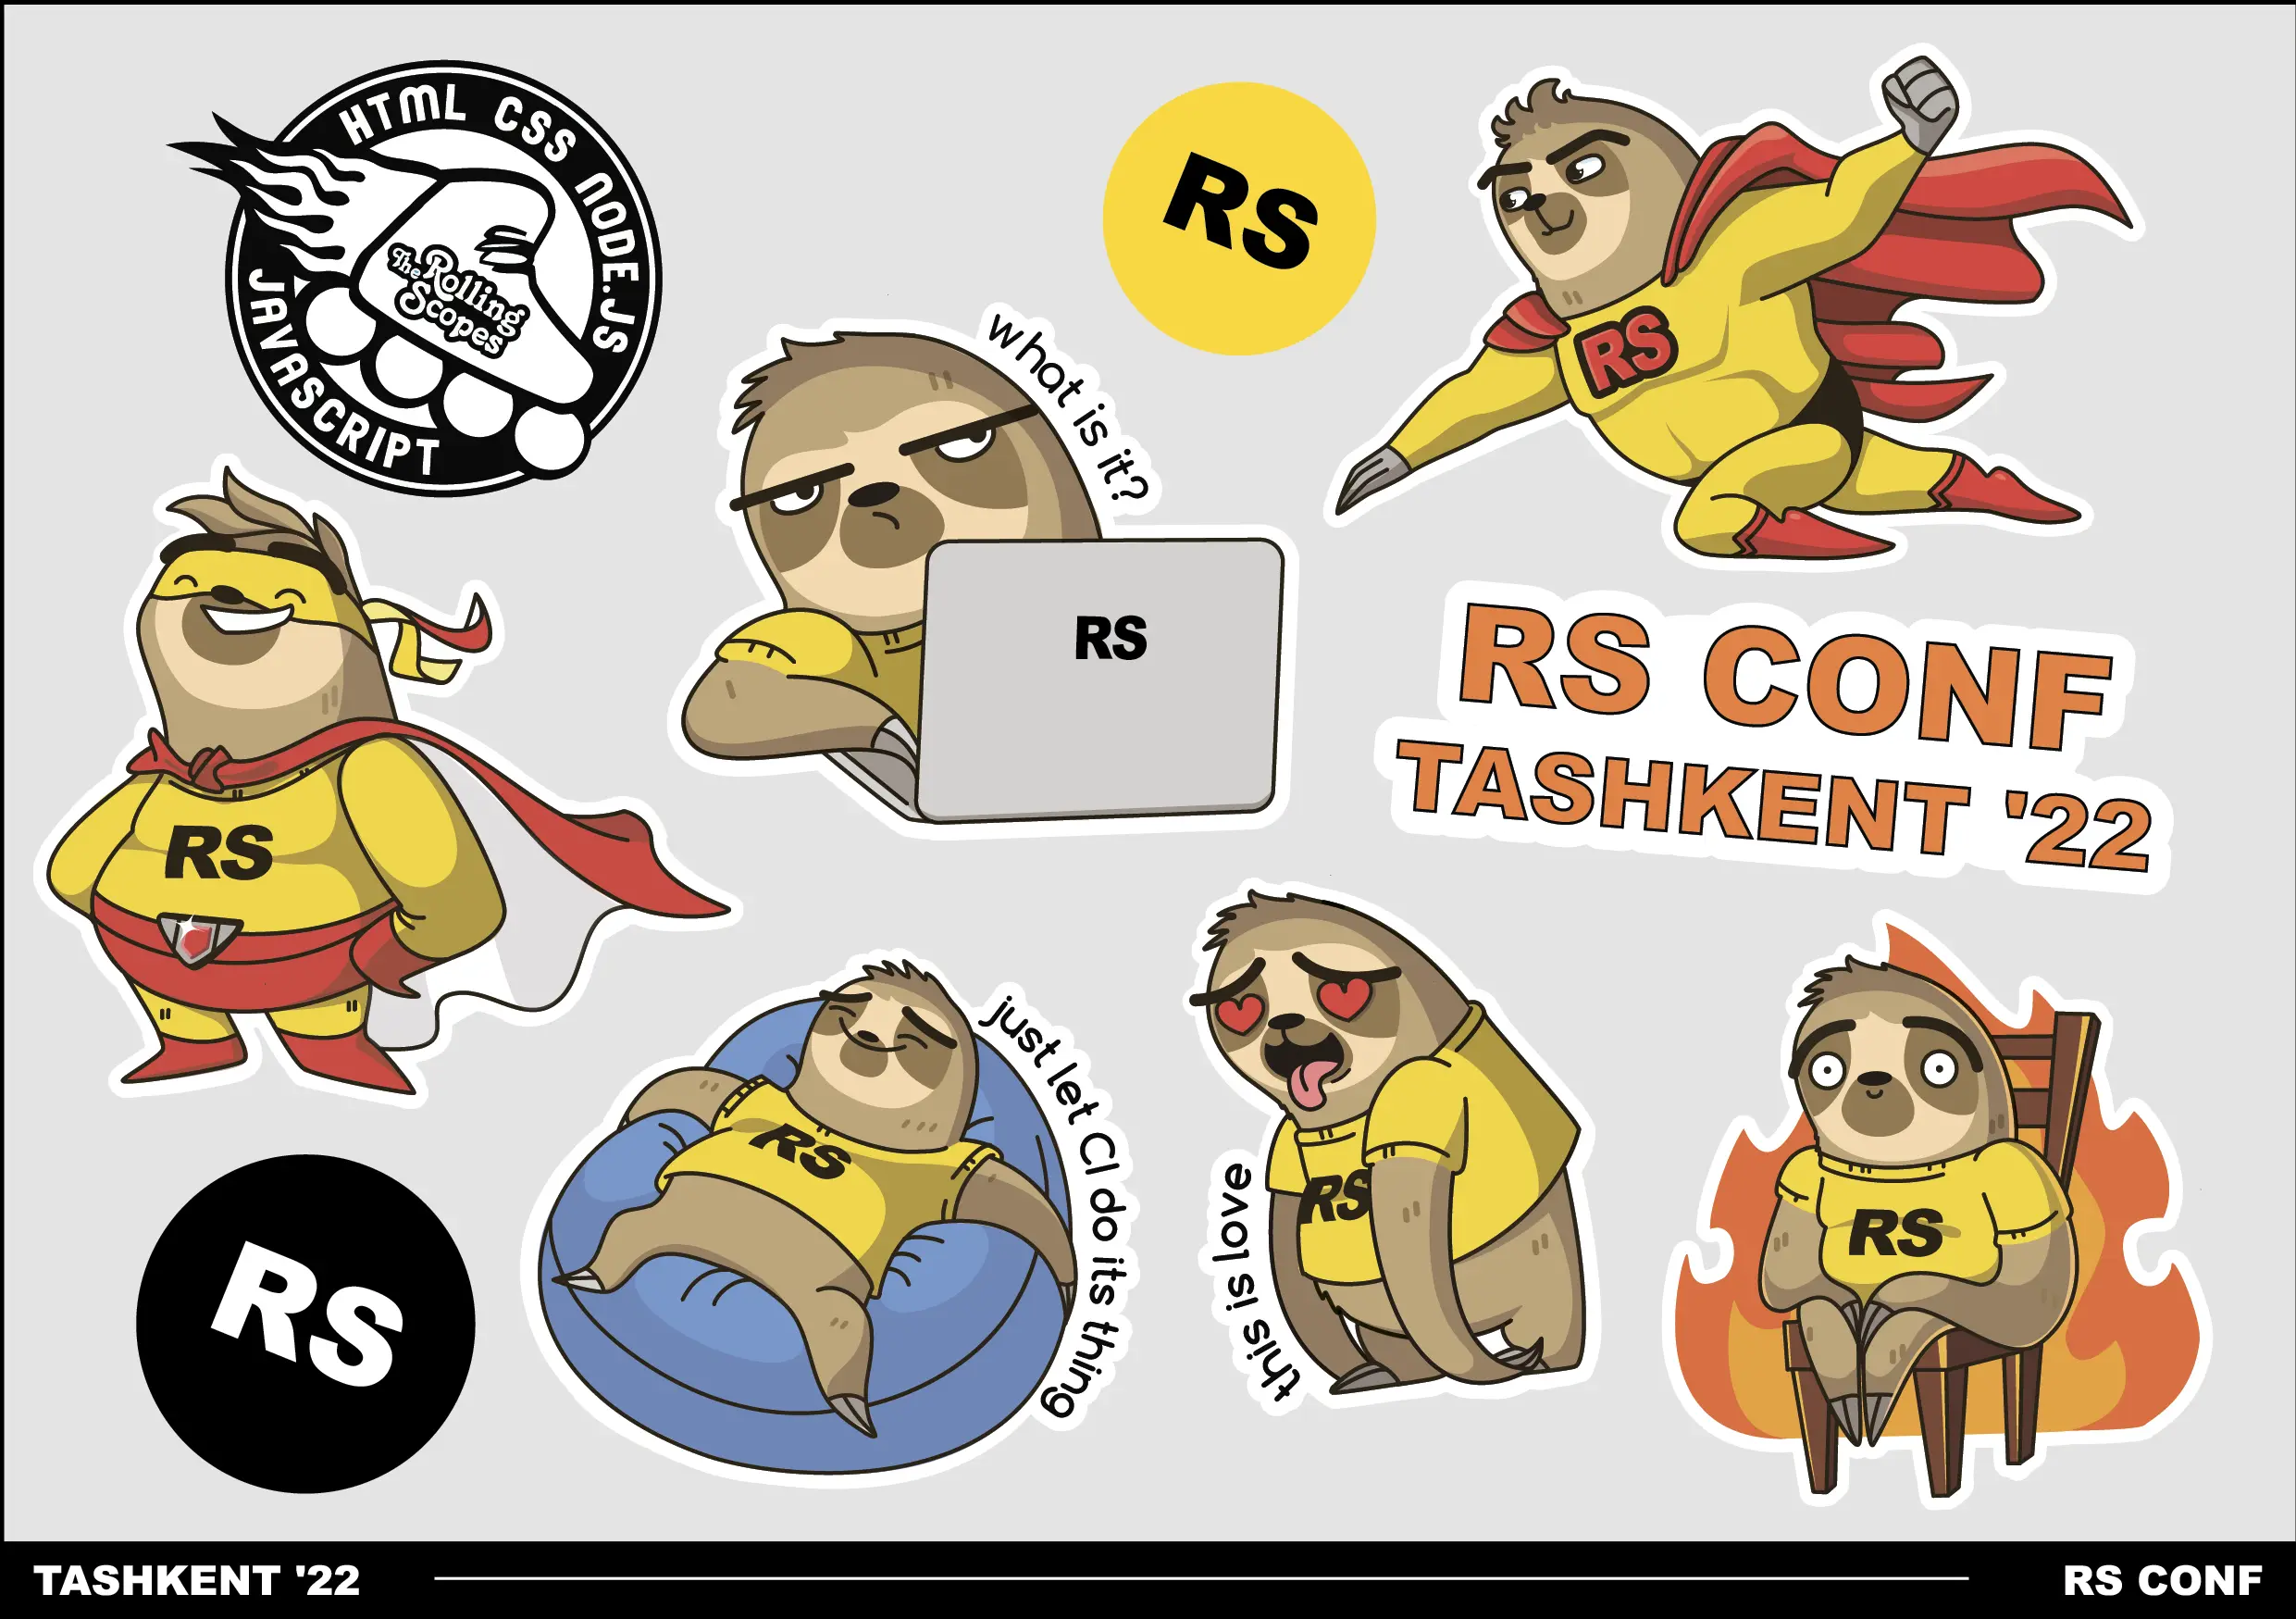 HTML CSS NODE.JS
JAVASCRIPT
The
Rolling
Scopes
RS
RS
what is it?
RS
RS CONF
TASHKENT '22
RS
just let CI do its thing
RS
this is love
RS
RS
RS
TASHKENT '22
RS CONF